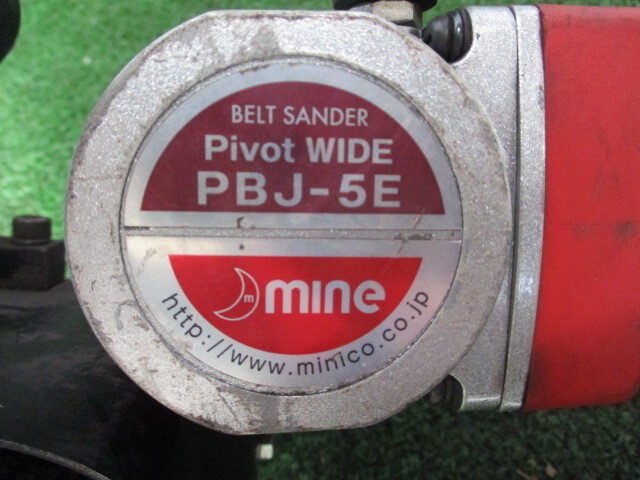 BELT SANDER
Pivot WIDE
PBJ-5E
m mine
http://www.minico.co.jp